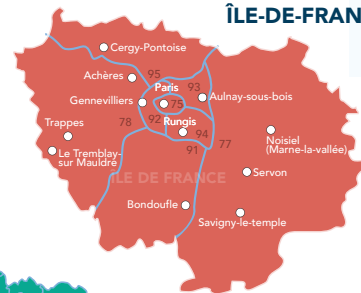 ÎLE-DE-FRAN
Cergy-Pontoise
Achères
95
Paris
93
Gennevilliers
75
Aulnay-sous-bois
Trappes
78
92
Rungis
94
77
Noisiel
(Marne-la-vallée)
Le Tremblay-
sur Mauldre
91
ÎLE DE FRANCE
Servon
Bondoufle
Savigny-le-temple